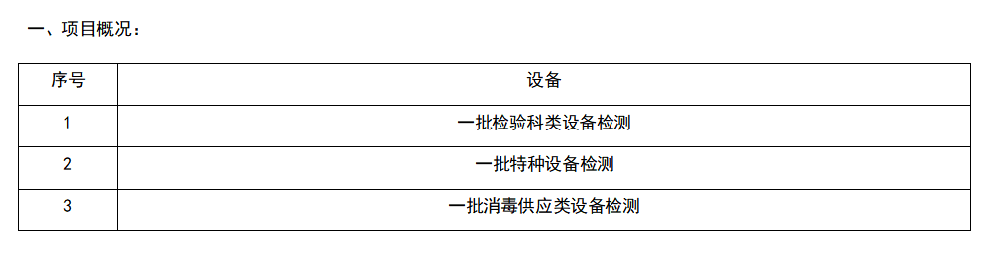 一、项目概况：
序号 设备
1 一批检验科类设备检测
2 一批特种设备检测
3 一批消毒供应类设备检测